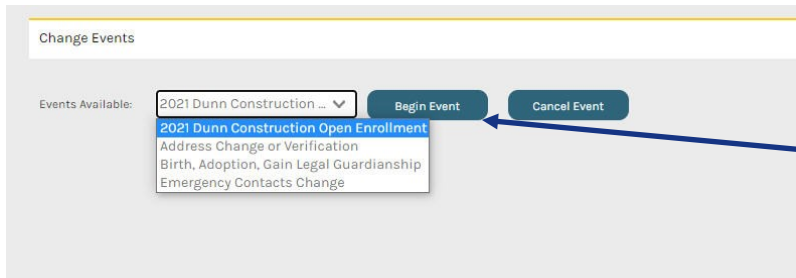 Change Events
Events Available: 2021 Dunn Construction ... Begin Event Cancel Event
2021 Dunn Construction Open Enrollment
Address Change or Verification
Birth, Adoption, Gain Legal Guardianship
Emergency Contacts Change